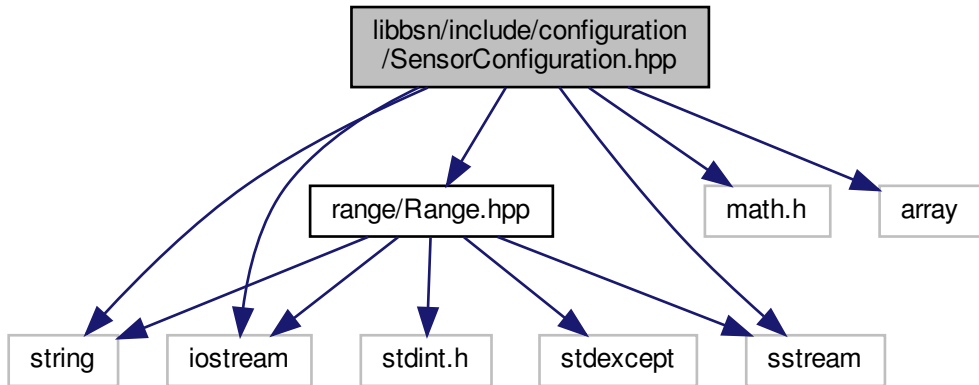 libbsn/include/configuration
/SensorConfiguration.hpp
range/Range.hpp
math.h
array
string
iostream
stdint.h
stdexcept
sstream